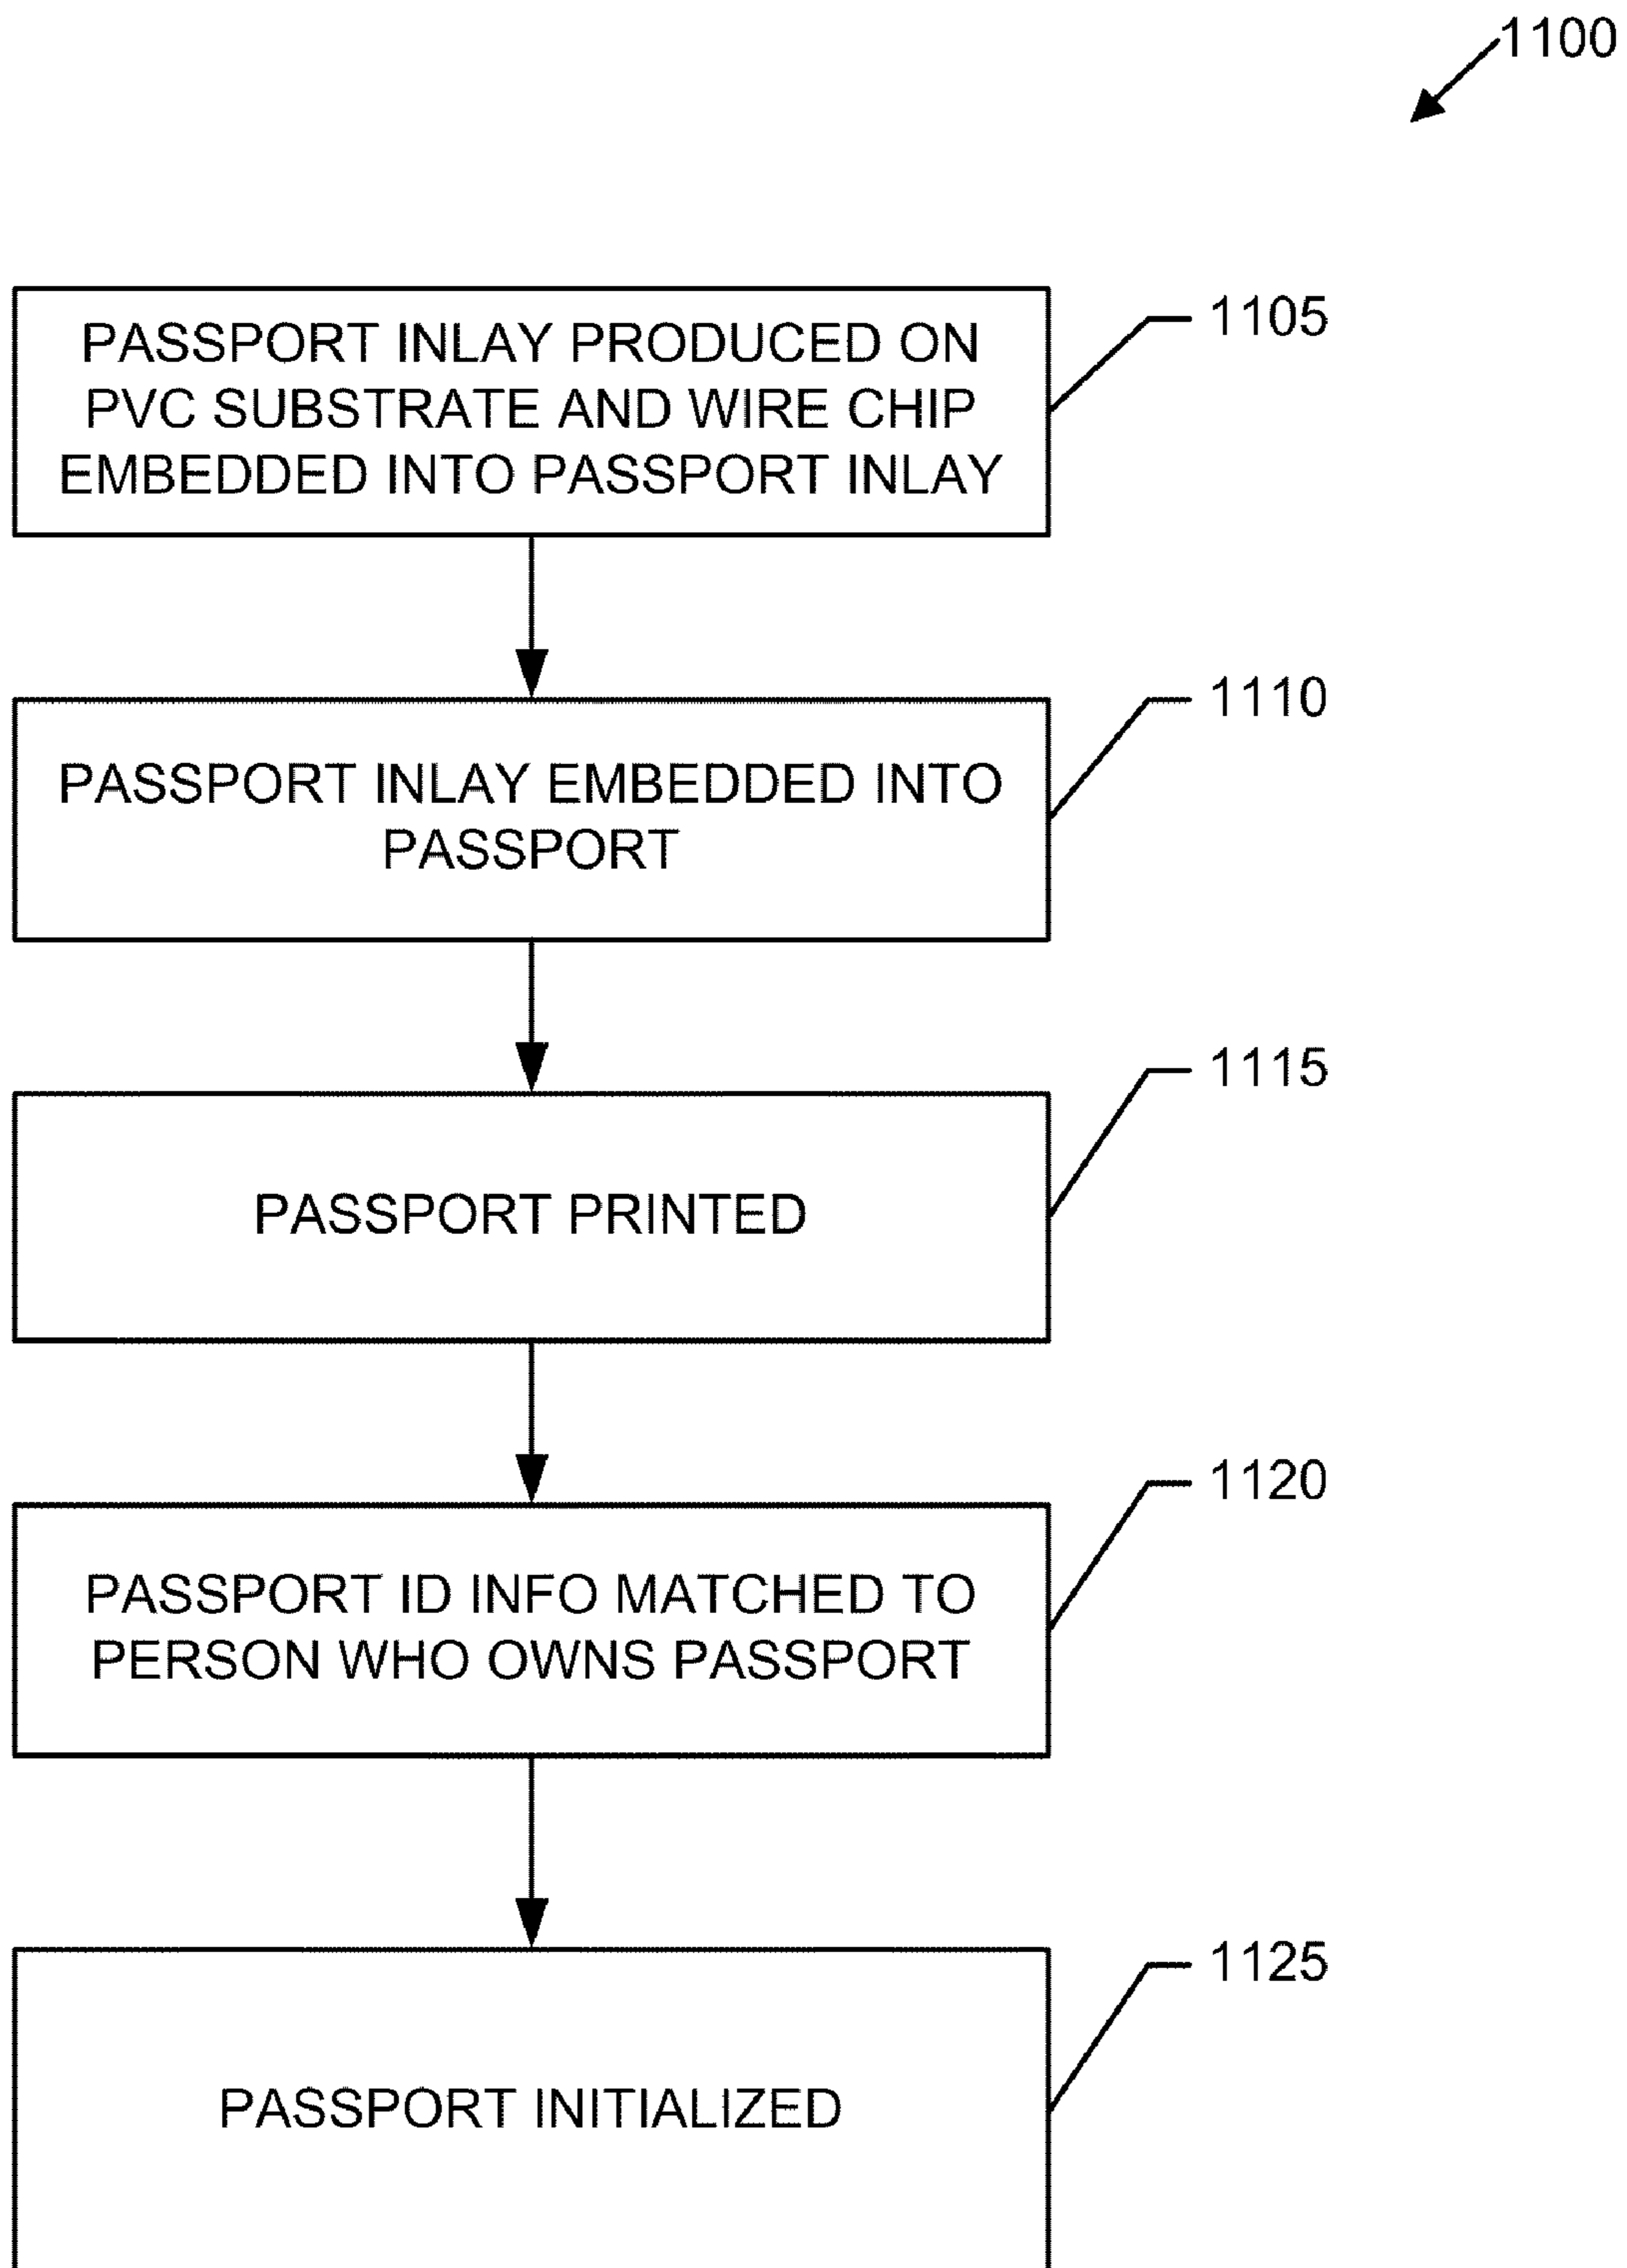 1100
PASSPORT INLAY PRODUCED ON
PVC SUBSTRATE AND WIRE CHIP
EMBEDDED INTO PASSPORT INLAY
1105
PASSPORT INLAY EMBEDDED INTO
PASSPORT
1110
PASSPORT PRINTED
1115
PASSPORT ID INFO MATCHED TO
PERSON WHO OWNS PASSPORT
1120
PASSPORT INITIALIZED
1125